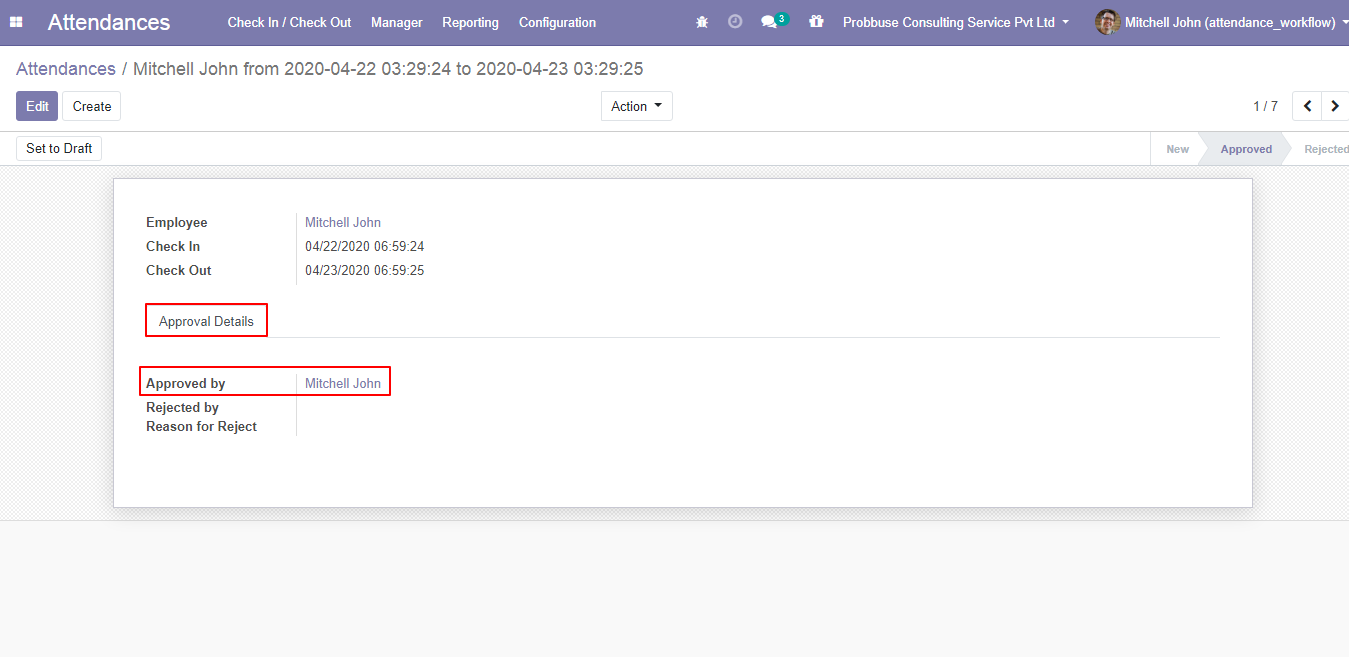 Attendances Check In / Check Out Manager Reporting Configuration 3 Probbuse Consulting Service Pvt Ltd Mitchell John (attendance_workflow)
Attendances / Mitchell John from 2020-04-22 03:29:24 to 2020-04-23 03:29:25
Edit Create Action 1 / 7
Set to Draft New Approved Rejected
Employee Mitchell John
Check In 04/22/2020 06:59:24
Check Out 04/23/2020 06:59:25
Approval Details
Approved by Mitchell John
Rejected by
Reason for Reject